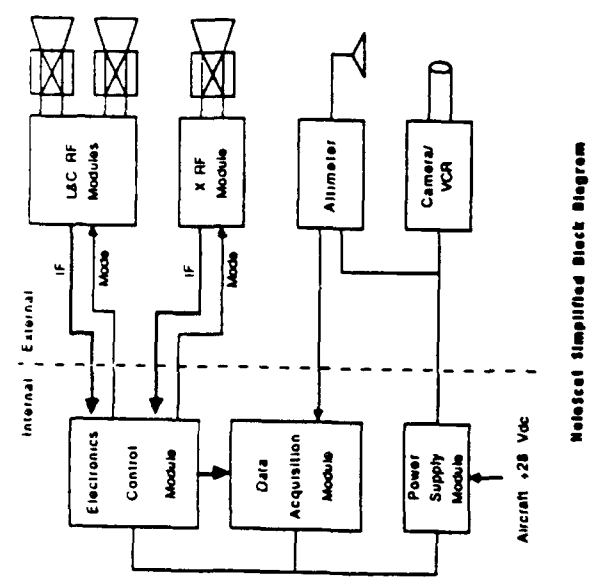 L&C RF
Modules
X RF
Module
Altimeter
Camera/
VCR
IF
Mode
IF
Mode
External
Internal
Electronics
Control
Module
Data
Acquisition
Module
Power
Supply
Module
Aircraft +28 Vdc
HeloScat Simplified Block Diagram